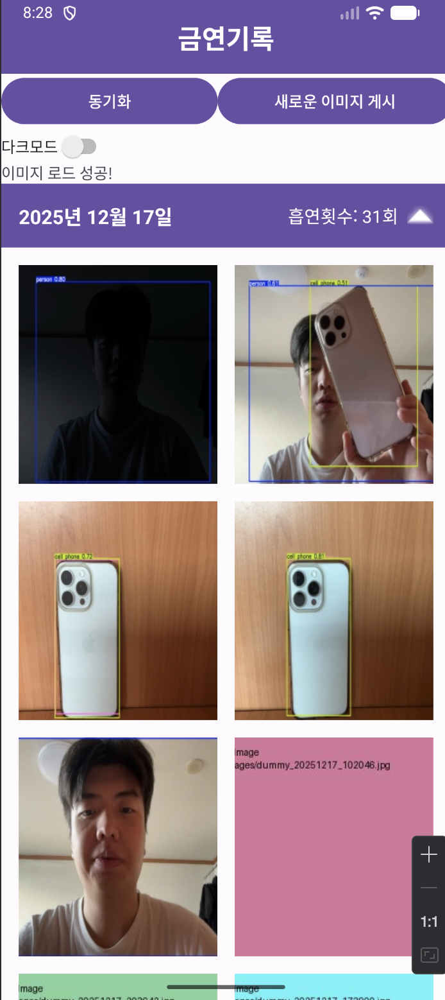 8:28
금연기록
동기화
새로운 이미지 게시
다크모드
이미지 로드 성공!
2025년 12월 17일
흡연횟수: 31회
person 0.80
person 0.61
cell phone 0.51
cell phone 0.72
cell phone 0.81
Image
ages/dummy_20251217_102046.jpg
1:1
Image
Image